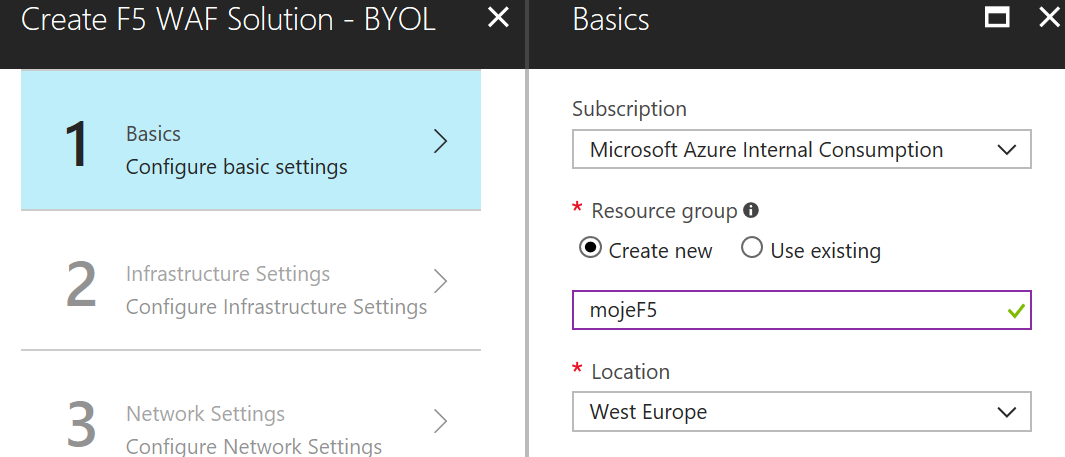 Create F5 WAF Solution - BYOL
1
Basics
Configure basic settings
2
Infrastructure Settings
Configure Infrastructure Settings
3
Network Settings
Configure Network Settings
Basics
Subscription
Microsoft Azure Internal Consumption
* Resource group
Create new Use existing
mojeF5
* Location
West Europe